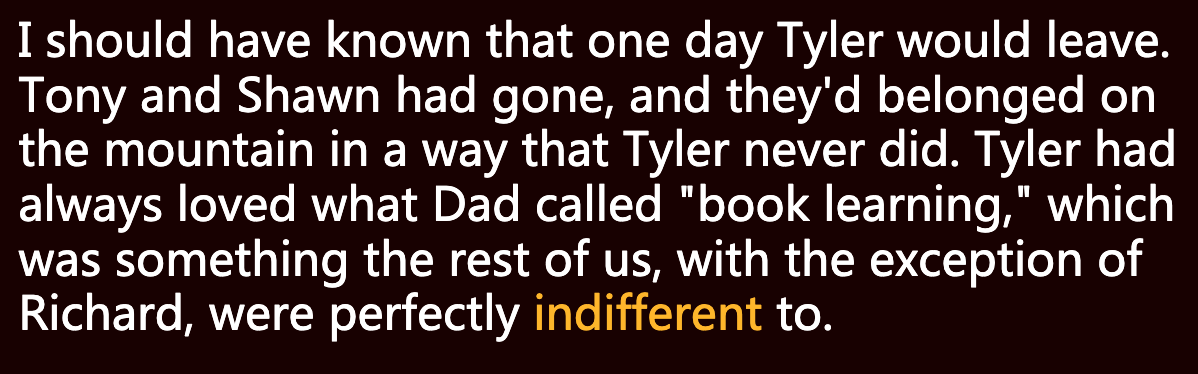 I should have known that one day Tyler would leave.
Tony and Shawn had gone, and they'd belonged on
the mountain in a way that Tyler never did. Tyler had
always loved what Dad called "book learning," which
was something the rest of us, with the exception of
Richard, were perfectly indifferent to.